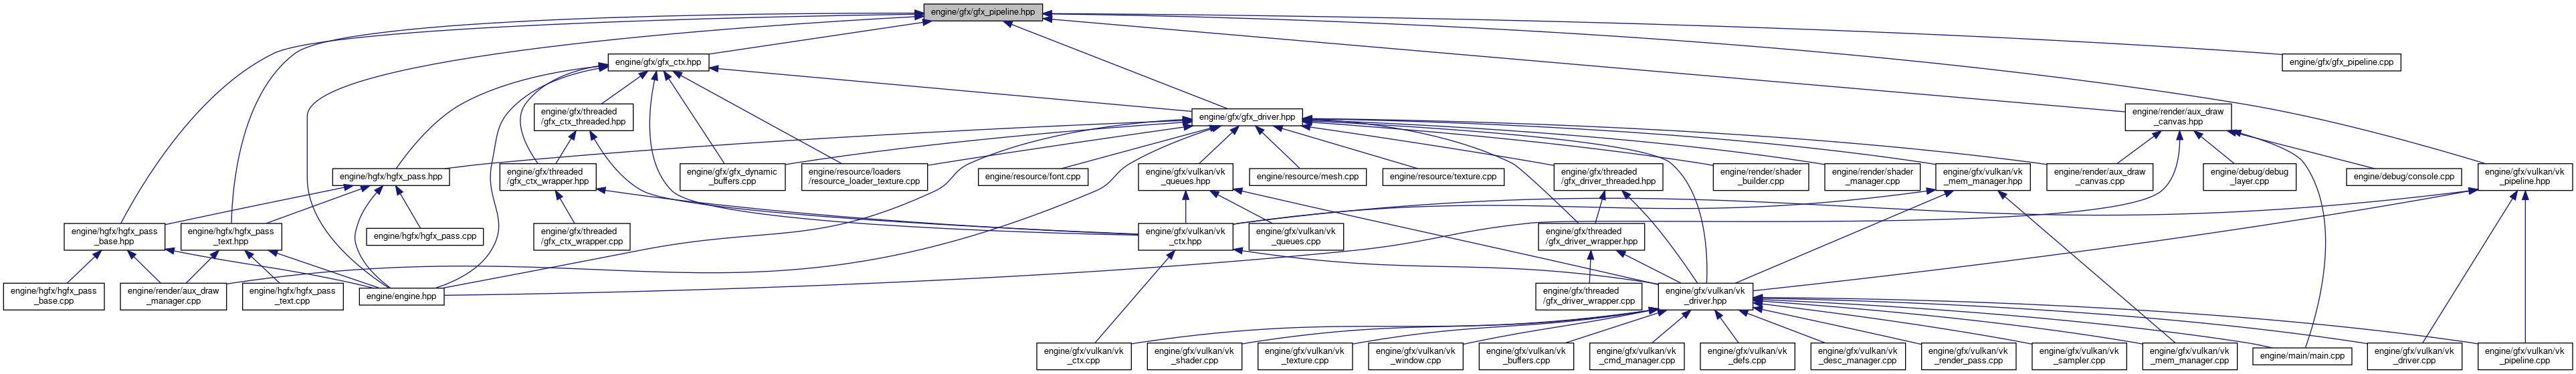 engine/gfx/gfx_pipeline.hpp
engine/gfx/gfx_ctx.hpp
engine/gfx/gfx_pipeline.cpp
engine/gfx/threaded
/gfx_ctx_threaded.hpp
engine/gfx/gfx_driver.hpp
engine/render/aux_draw
_canvas.hpp
engine/hgfx/hgfx_pass.hpp
engine/gfx/threaded
/gfx_ctx_wrapper.hpp
engine/gfx/gfx_dynamic
_buffers.cpp
engine/resource/loaders
/resource_loader_texture.cpp
engine/resource/font.cpp
engine/gfx/vulkan/vk
_queues.hpp
engine/resource/mesh.cpp
engine/resource/texture.cpp
engine/gfx/threaded
/gfx_driver_threaded.hpp
engine/render/shader
_builder.cpp
engine/render/shader
_manager.cpp
engine/gfx/vulkan/vk
_mem_manager.hpp
engine/render/aux_draw
_canvas.cpp
engine/debug/debug
_layer.cpp
engine/debug/console.cpp
engine/gfx/vulkan/vk
_pipeline.hpp
engine/hgfx/hgfx_pass
_base.hpp
engine/hgfx/hgfx_pass
_text.hpp
engine/hgfx/hgfx_pass.cpp
engine/gfx/threaded
/gfx_ctx_wrapper.cpp
engine/gfx/vulkan/vk
_ctx.hpp
engine/gfx/vulkan/vk
_queues.cpp
engine/gfx/threaded
/gfx_driver_wrapper.hpp
engine/hgfx/hgfx_pass
_base.cpp
engine/render/aux_draw
_manager.cpp
engine/hgfx/hgfx_pass
_text.cpp
engine/engine.hpp
engine/gfx/threaded
/gfx_driver_wrapper.cpp
engine/gfx/vulkan/vk
_driver.hpp
engine/gfx/vulkan/vk
_ctx.cpp
engine/gfx/vulkan/vk
_shader.cpp
engine/gfx/vulkan/vk
_texture.cpp
engine/gfx/vulkan/vk
_window.cpp
engine/gfx/vulkan/vk
_buffers.cpp
engine/gfx/vulkan/vk
_cmd_manager.cpp
engine/gfx/vulkan/vk
_defs.cpp
engine/gfx/vulkan/vk
_desc_manager.cpp
engine/gfx/vulkan/vk
_render_pass.cpp
engine/gfx/vulkan/vk
_sampler.cpp
engine/gfx/vulkan/vk
_mem_manager.cpp
engine/main/main.cpp
engine/gfx/vulkan/vk
_driver.cpp
engine/gfx/vulkan/vk
_pipeline.cpp